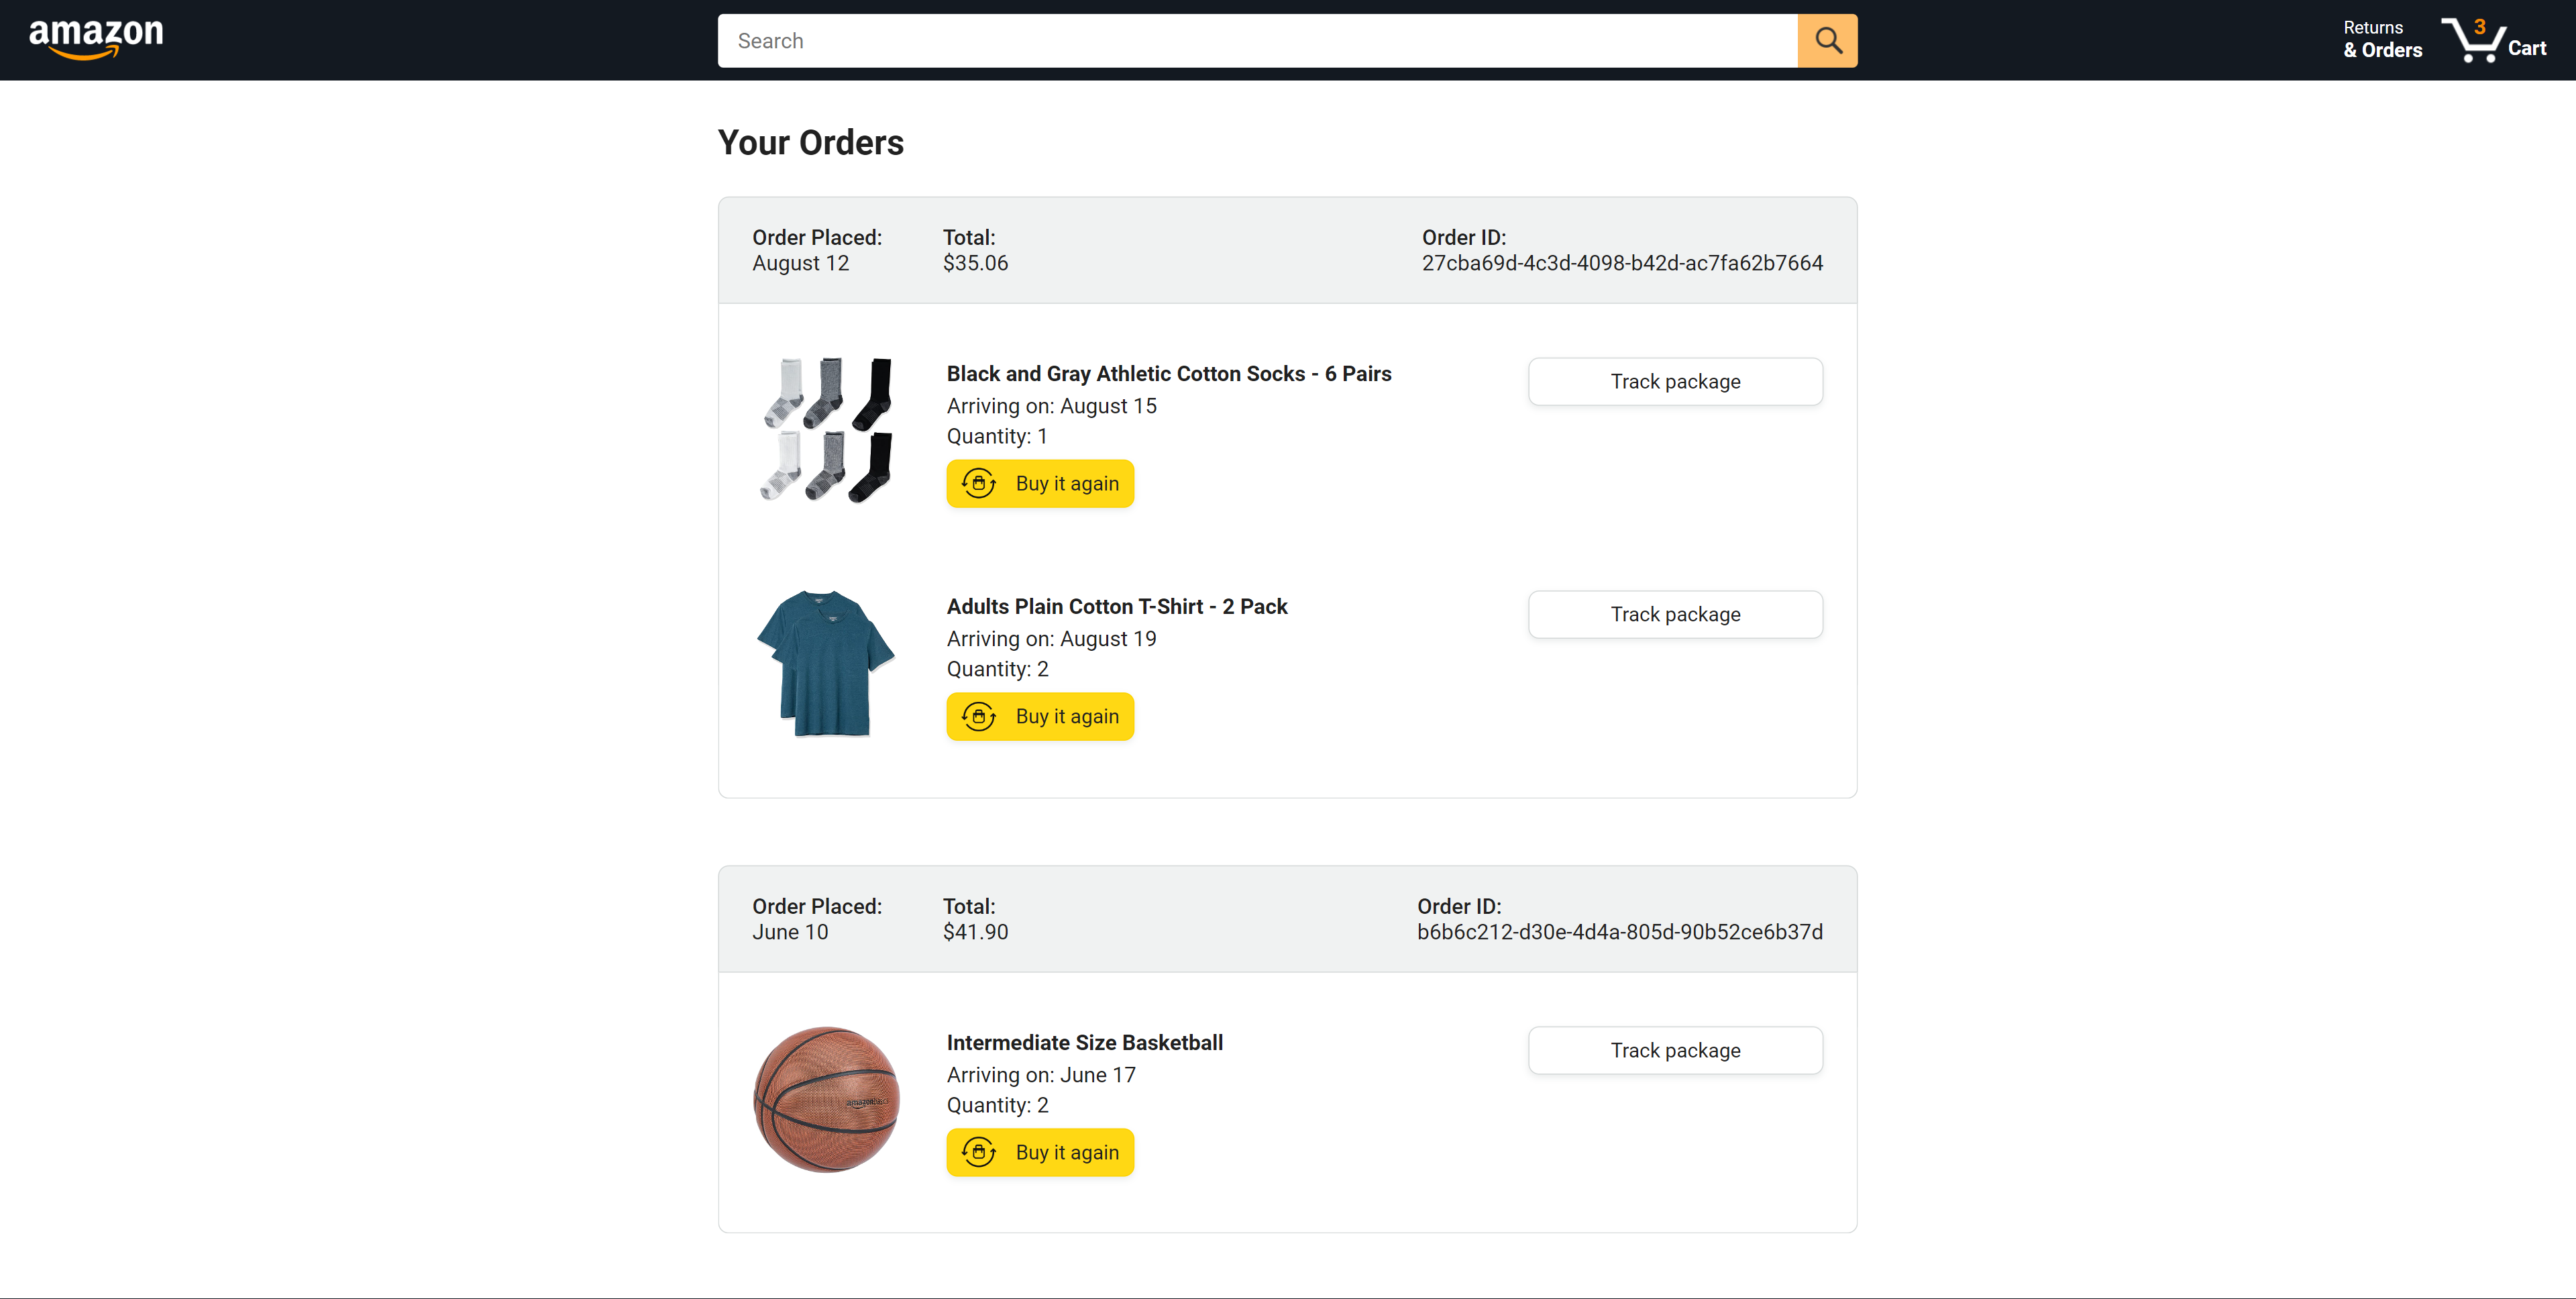 amazon
Search
Returns
& Orders
3
Cart
Your Orders
Order Placed:
August 12
Total:
$35.06
Order ID:
27cba69d-4c3d-4098-b42d-ac7fa62b7664
Black and Gray Athletic Cotton Socks - 6 Pairs
Arriving on: August 15
Quantity: 1
Buy it again
Track package
Adults Plain Cotton T-Shirt - 2 Pack
Arriving on: August 19
Quantity: 2
Buy it again
Track package
Order Placed:
June 10
Total:
$41.90
Order ID:
b6b6c212-d30e-4d4a-805d-90b52ce6b37d
Intermediate Size Basketball
Arriving on: June 17
Quantity: 2
Buy it again
Track package